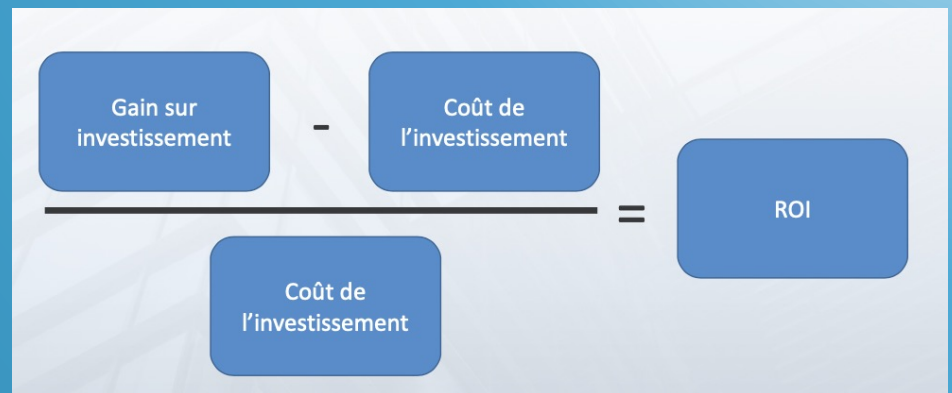 Gain sur
investissement
-
Coût de
l’investissement
=
ROI
Coût de
l’investissement